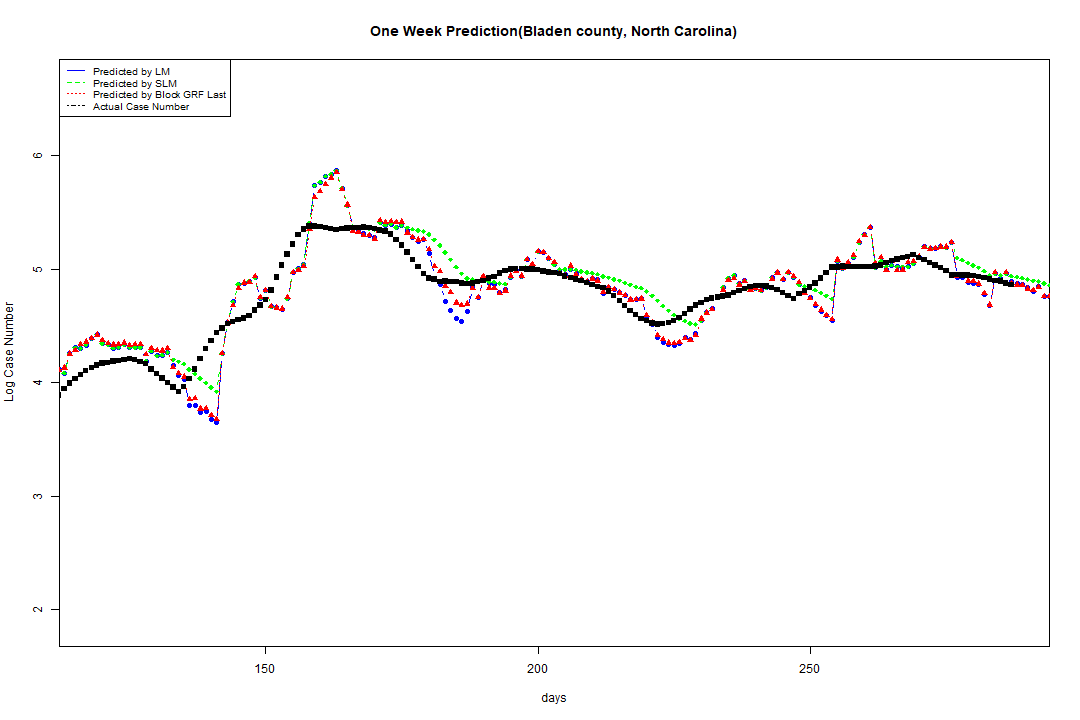 One Week Prediction(Bladen county, North Carolina)
Predicted by LM
Predicted by SLM
Predicted by Block GRF Last
Actual Case Number
6
5
4
3
2
Log Case Number
150
200
250
days